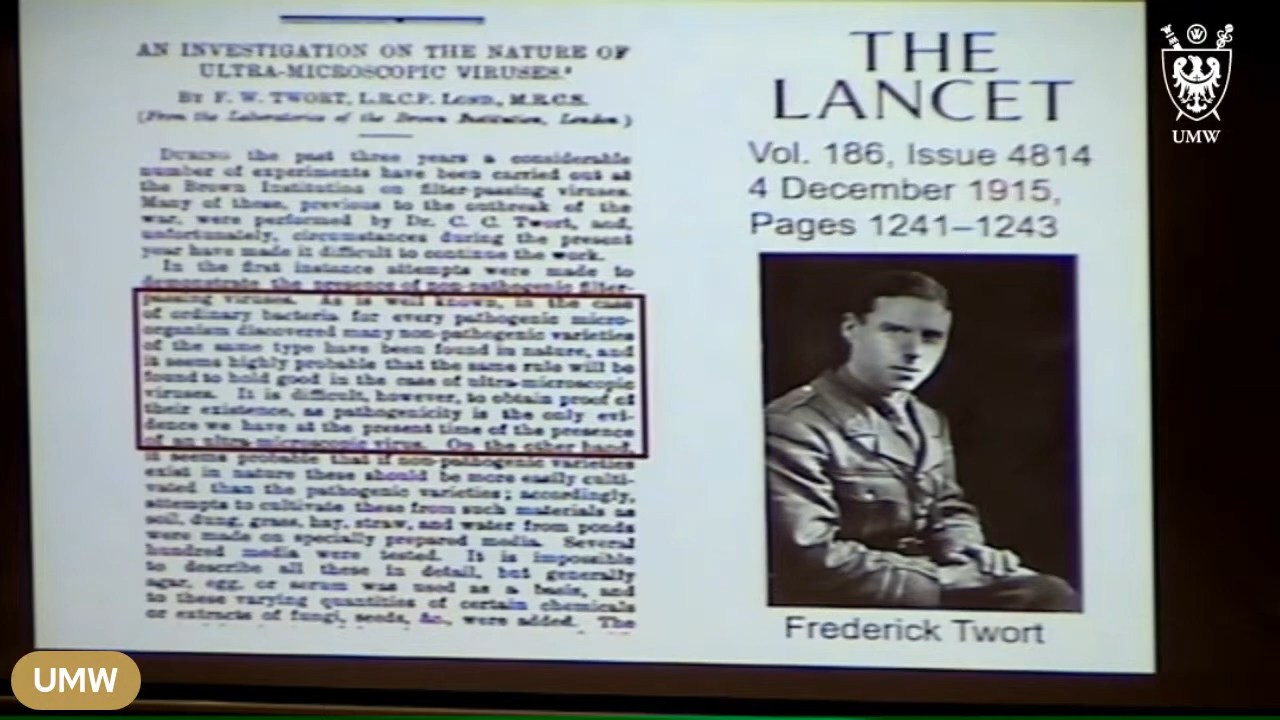 AN INVESTIGATION ON THE NATURE OF
ULTRA-MICROSCOPIC VIRUSES.*
BY F. W. TWORT, L.R.C.P. LOND., M.R.C.S.
(From the Laboratories of the Brown Institution, London.)
DURING the past three years a considerable
number of experiments have been carried out at
the Brown Institution on filter-passing viruses.
Many of these, previous to the outbreak of the
war, were performed by Dr. C. C. Twort, and,
unfortunately, circumstances during the present
year have made it difficult to continue the work.
In the first instance attempts were made to
demonstrate the presence of non-pathogenic filter-
passing viruses. As is well known, in the case
of ordinary bacteria for every pathogenic micro-
organism discovered many non-pathogenic varieties
of the same type have been found in nature, and
it seems highly probable that the same rule will be
found to hold good in the case of ultra-microscopic
viruses. It is difficult, however, to obtain proof of
their existence, as pathogenicity is the only evi-
dence we have at the present time of the presence
of an ultra-microscopic virus. On the other hand,
it seems probable that if non-pathogenic varieties
exist in nature these should be more easily culti-
vated than the pathogenic varieties; accordingly,
attempts to cultivate these from such materials as
soil, dung, grass, hay, straw, and water from ponds
were made on specially prepared media. Several
hundred media were tested. It is impossible
to describe all these in detail, but generally
agar, egg, or serum was used as a basis, and
to these varying quantities of certain chemicals
or extracts of fungi, seeds, &c., were added. The
THE
LANCET
Vol. 186, Issue 4814
4 December 1915,
Pages 1241–1243
Frederick Twort
W
UMW
UMW